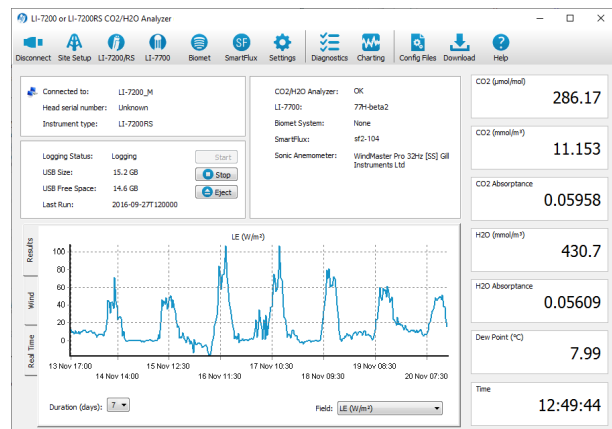 LI-7200 or LI-7200RS CO2/H2O Analyzer
Disconnect Site Setup LI-7200/RS LI-7700 Biomet SmartFlux Settings Diagnostics Charting Config Files Download Help
Connected to: LI-7200_M
Head serial number: Unknown
Instrument type: LI-7200RS
CO2/H2O Analyzer: OK
LI-7700: 77H-beta2
Biomet System: None
SmartFlux: sf2-104
Sonic Anemometer: WindMaster Pro 32Hz [SS] Gill
Instruments Ltd
Logging Status: Logging Start
USB Size: 15.2 GB Stop
USB Free Space: 14.6 GB Eject
Last Run: 2016-09-27T120000
CO2 (µmol/mol)
286.17
CO2 (mmol/m³)
11.153
CO2 Absorptance
0.05958
H2O (mmol/m³)
430.7
H2O Absorptance
0.05609
Dew Point (ºC)
7.99
Time
12:49:44
Results
Wind
Real Time
LE (W/m²)
100
80
60
40
20
0
13 Nov 17:00 15 Nov 12:30 17 Nov 10:30 19 Nov 08:30
14 Nov 14:00 16 Nov 11:30 18 Nov 09:30 20 Nov 07:30
Duration (days): 7 Field: LE (W/m²)